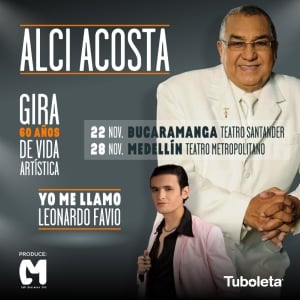 ALCI ACOSTA
GIRA
60 AÑOS
DE VIDA
ARTÍSTICA
22 NOV. BUCARAMANGA TEATRO SANTANDER
28 NOV. MEDELLÍN TEATRO METROPOLITANO
YO ME LLAMO
LEONARDO FAVIO
PRODUCE:
CM
Tuboleta